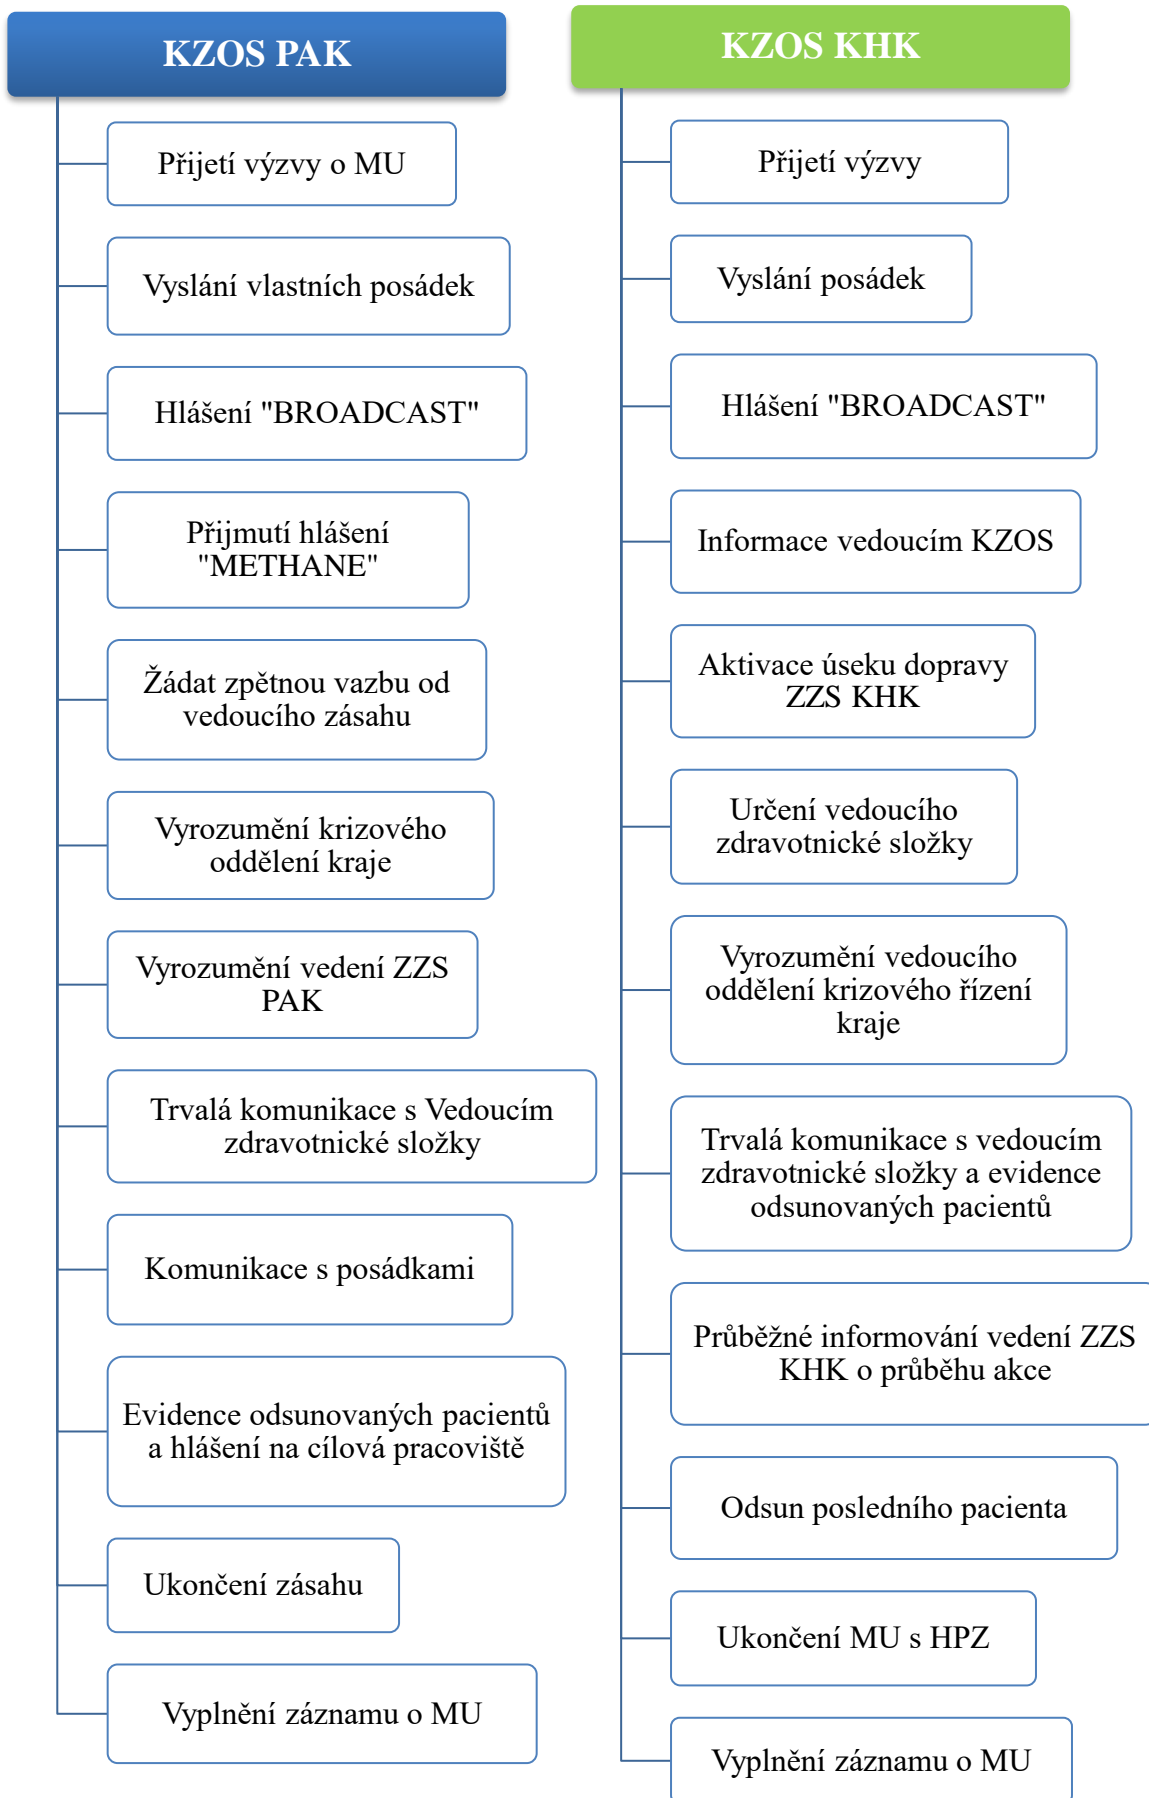 KZOS PAK
Přijetí výzvy o MU
Vyslání vlastních posádek
Hlášení "BROADCAST"
Přijmutí hlášení
"METHANE"
Žádat zpětnou vazbu od
vedoucího zásahu
Vyrozumění krizového
oddělení kraje
Vyrozumění vedení ZZS
PAK
Trvalá komunikace s Vedoucím
zdravotnické složky
Komunikace s posádkami
Evidence odsunovaných pacientů
a hlášení na cílová pracoviště
Ukončení zásahu
Vyplnění záznamu o MU
KZOS KHK
Přijetí výzvy
Vyslání posádek
Hlášení "BROADCAST"
Informace vedoucím KZOS
Aktivace úseku dopravy
ZZS KHK
Určení vedoucího
zdravotnické složky
Vyrozumění vedoucího
oddělení krizového řízení
kraje
Trvalá komunikace s vedoucím
zdravotnické složky a evidence
odsunovaných pacientů
Průběžné informování vedení ZZS
KHK o průběhu akce
Odsun posledního pacienta
Ukončení MU s HPZ
Vyplnění záznamu o MU